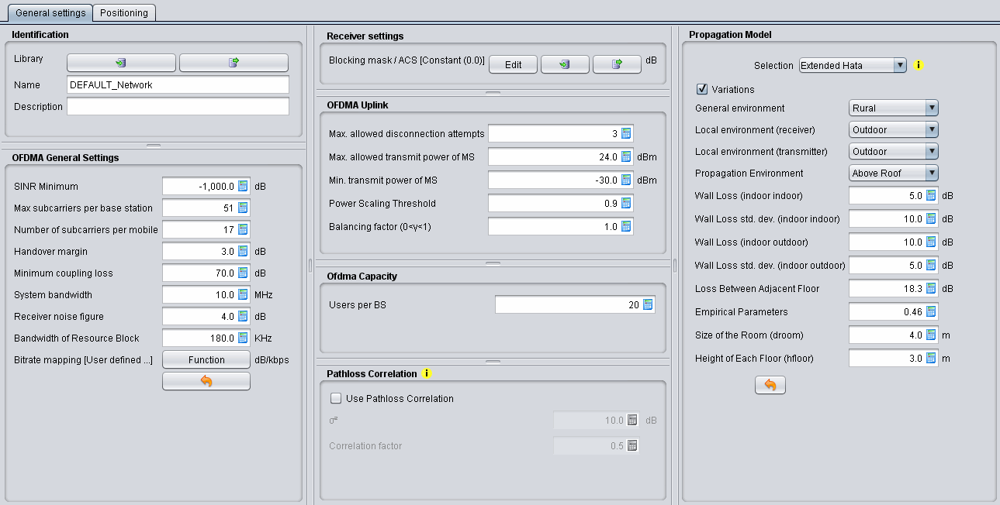 General settings
Positioning
Identification
Library
Name DEFAULT_Network
Description
OFDMA General Settings
SINR Minimum -1,000.0 dB
Max subcarriers per base station 51
Number of subcarriers per mobile 17
Handover margin 3.0 dB
Minimum coupling loss 70.0 dB
System bandwidth 10.0 MHz
Receiver noise figure 4.0 dB
Bandwidth of Resource Block 180.0 KHz
Bitrate mapping [User defined ...] Function dB/kbps
Receiver settings
Blocking mask / ACS [Constant (0.0)] Edit dB
OFDMA Uplink
Max. allowed disconnection attempts 3
Max. allowed transmit power of MS 24.0 dBm
Min. transmit power of MS -30.0 dBm
Power Scaling Threshold 0.9
Balancing factor (0<γ<1) 1.0
Ofdma Capacity
Users per BS 20
Pathloss Correlation i
Use Pathloss Correlation
σ² 10.0 dB
Correlation factor 0.5
Propagation Model
Selection Extended Hata i
Variations
General environment Rural
Local environment (receiver) Outdoor
Local environment (transmitter) Outdoor
Propagation Environment Above Roof
Wall Loss (indoor indoor) 5.0 dB
Wall Loss std. dev. (indoor indoor) 10.0 dB
Wall Loss (indoor outdoor) 10.0 dB
Wall Loss std. dev. (indoor outdoor) 5.0 dB
Loss Between Adjacent Floor 18.3 dB
Empirical Parameters 0.46
Size of the Room (droom) 4.0 m
Height of Each Floor (hfloor) 3.0 m